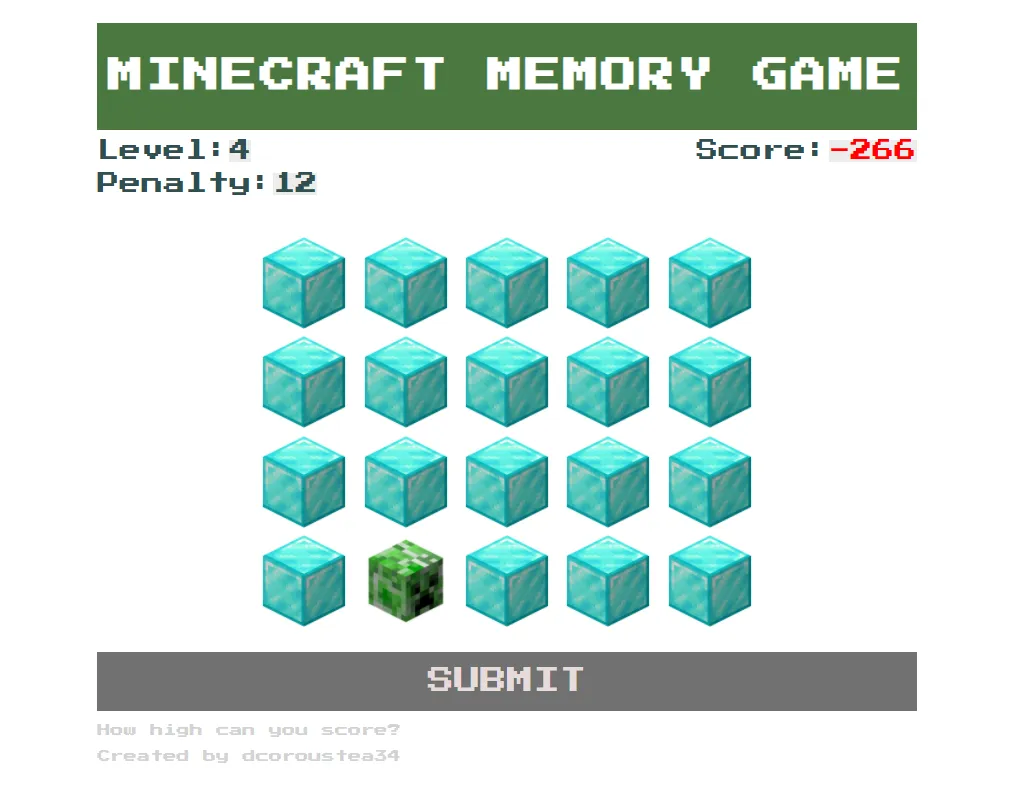 MINECRAFT MEMORY GAME
Level:4
Score:-266
Penalty:12
SUBMIT
How high can you score?
Created by dcoroustea34